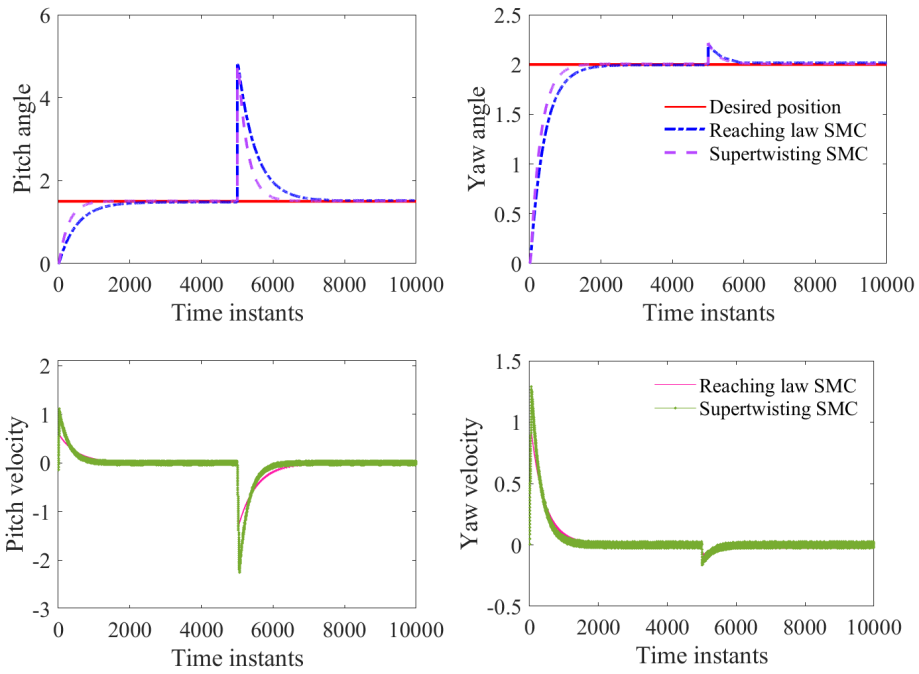 6
4
2
0
Pitch angle
0 2000 4000 6000 8000 10000
Time instants
2.5
2
1.5
1
0.5
0
Yaw angle
Desired position
Reaching law SMC
Supertwisting SMC
0 2000 4000 6000 8000 10000
Time instants
2
1
0
-1
-2
-3
Pitch velocity
0 2000 4000 6000 8000 10000
Time instants
1.5
1
0.5
0
-0.5
Yaw velocity
Reaching law SMC
Supertwisting SMC
0 2000 4000 6000 8000 10000
Time instants